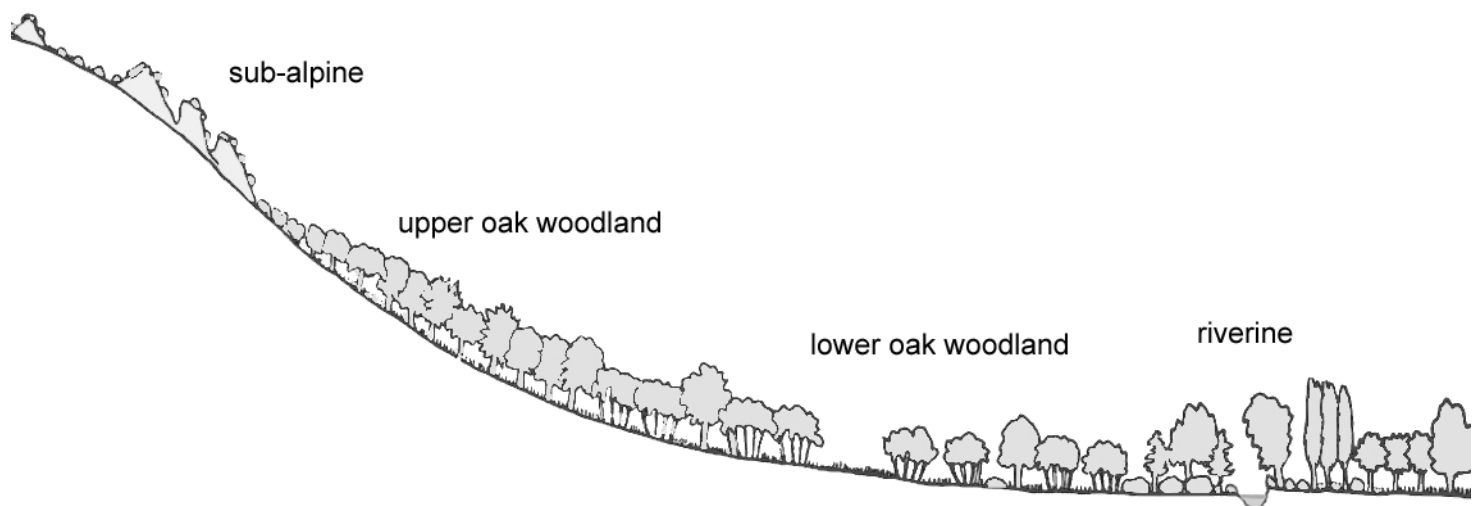 sub-alpine
upper oak woodland
lower oak woodland
riverine